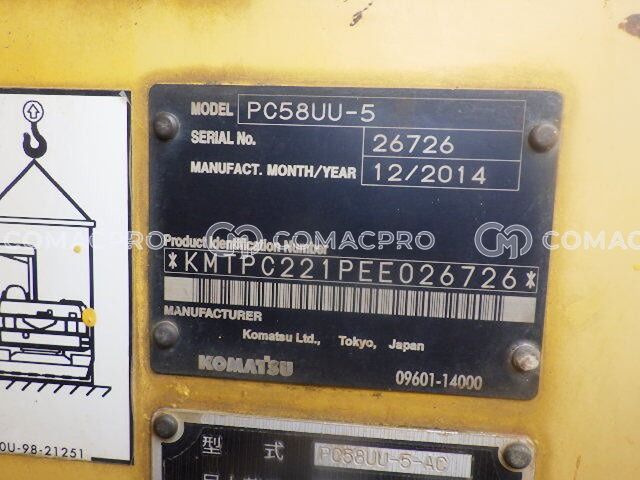 MODEL PC58UU-5
SERIAL No. 26726
MANUFACT. MONTH/YEAR 12/2014
Product Identification Number
*KMTPC221PEE026726*
MANUFACTURER
Komatsu Ltd., Tokyo, Japan
KOMATSU 09601-14000
0U-98-21251
型 式 PC58UU-5-AC
COMACPRO COMACPRO COMACPRO